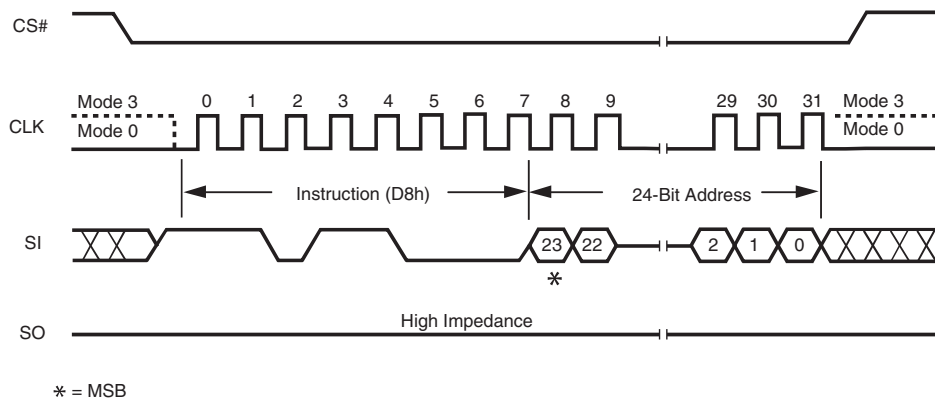 CS#
Mode 3 0 1 2 3 4 5 6 7 8 9 29 30 31 Mode 3
CLK Mode 0 Mode 0
Instruction (D8h) 24-Bit Address
SI 23 22 2 1 0
*
High Impedance
SO
* = MSB